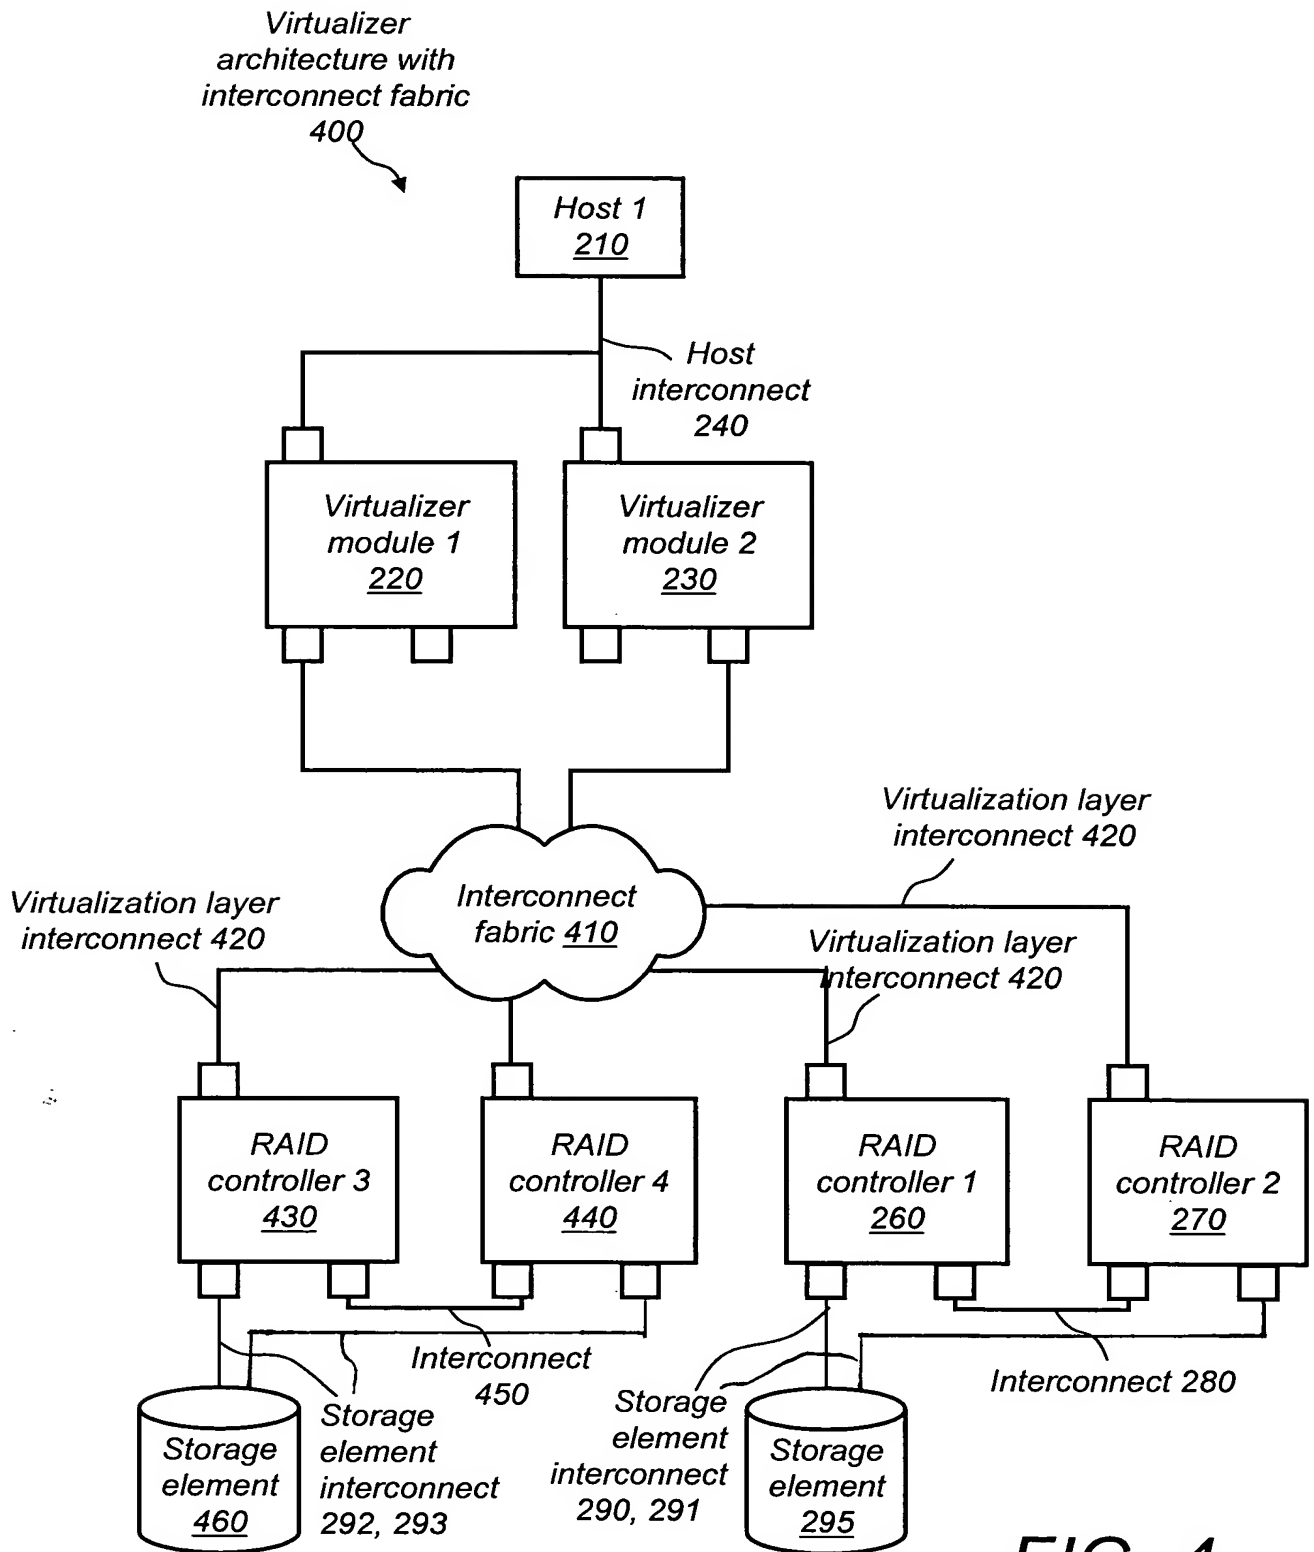 Virtualizer
architecture with
interconnect fabric
400
Host 1
210
Host
interconnect
240
Virtualizer
module 1
220
Virtualizer
module 2
230
Virtualization layer
interconnect 420
Interconnect
fabric 410
Virtualization layer
interconnect 420
Virtualization layer
interconnect 420
RAID
controller 3
430
RAID
controller 4
440
RAID
controller 1
260
RAID
controller 2
270
Interconnect
450
Interconnect 280
Storage
element
460
Storage
element
interconnect
292, 293
Storage
element
interconnect
290, 291
Storage
element
295
FIG. 4